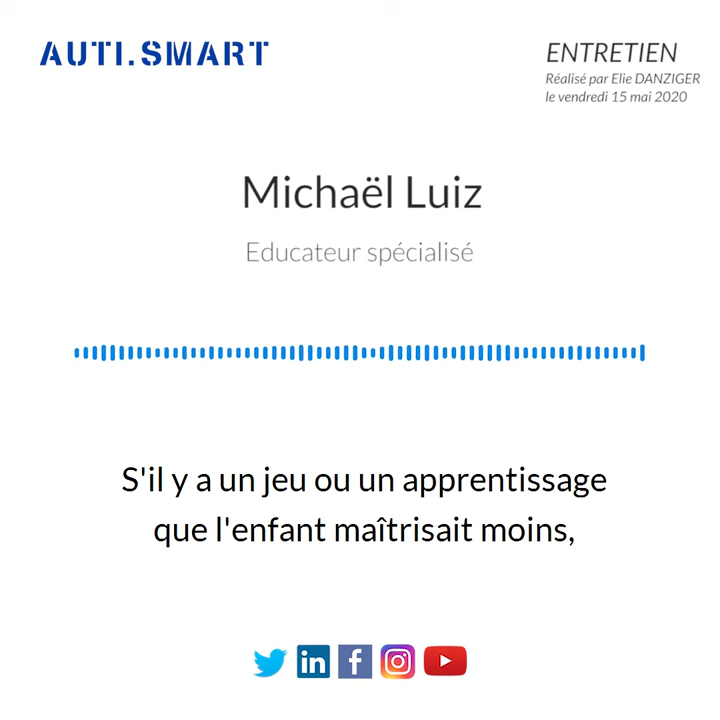 AUTI.SMART
ENTRETIEN
Réalisé par Elie DANZIGER
le vendredi 15 mai 2020
Michaël Luiz
Educateur spécialisé
S'il y a un jeu ou un apprentissage
que l'enfant maîtrisait moins,
in
f